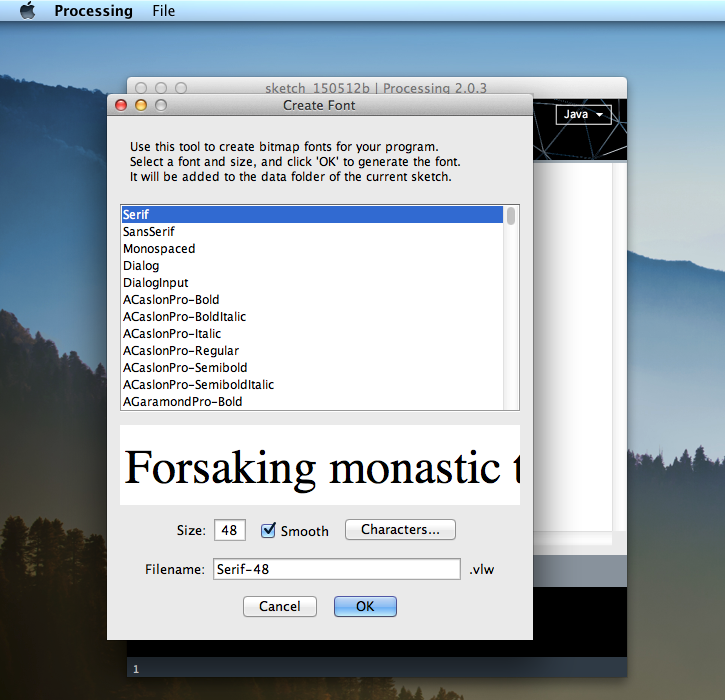 Processing File
sketch_150512b | Processing 2.0.3
Create Font
Java
Use this tool to create bitmap fonts for your program.
Select a font and size, and click 'OK' to generate the font.
It will be added to the data folder of the current sketch.
Serif
SansSerif
Monospaced
Dialog
DialogInput
ACaslonPro-Bold
ACaslonPro-BoldItalic
ACaslonPro-Italic
ACaslonPro-Regular
ACaslonPro-Semibold
ACaslonPro-SemiboldItalic
AGaramondPro-Bold
Forsaking monastic t
Size: 48 Smooth Characters...
Filename: Serif-48 .vlw
Cancel OK
1